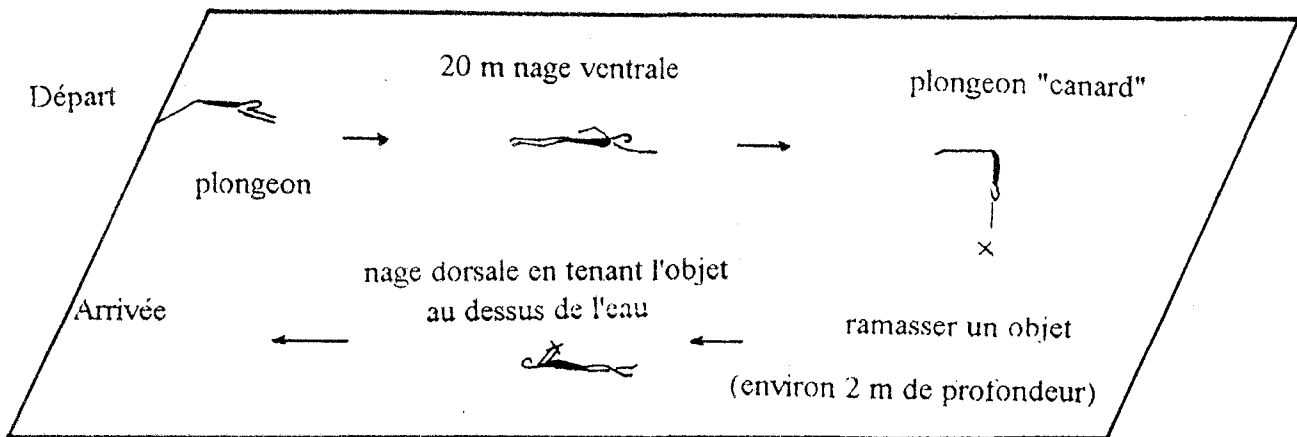 20 m nage ventrale
plongeon "canard"
Départ
plongeon
nage dorsale en tenant l'objet
au dessus de l'eau
Arrivée
ramasser un objet
(environ 2 m de profondeur)